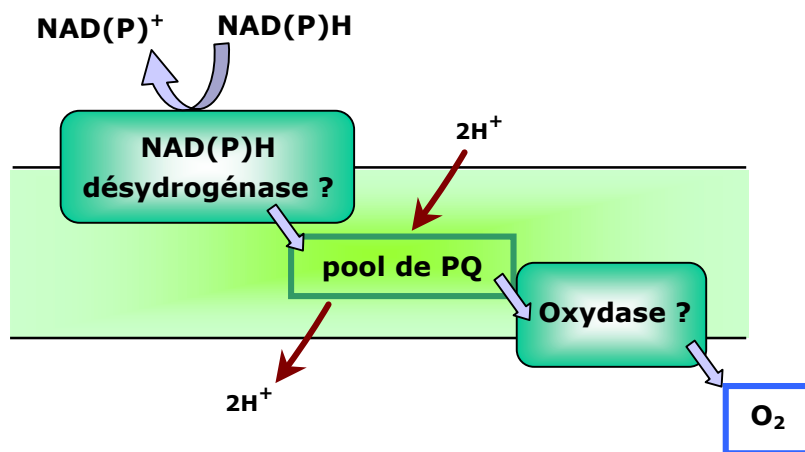 NAD(P)⁺
NAD(P)H
NAD(P)H
désydrogénase ?
2H⁺
pool de PQ
Oxydase ?
2H⁺
O₂